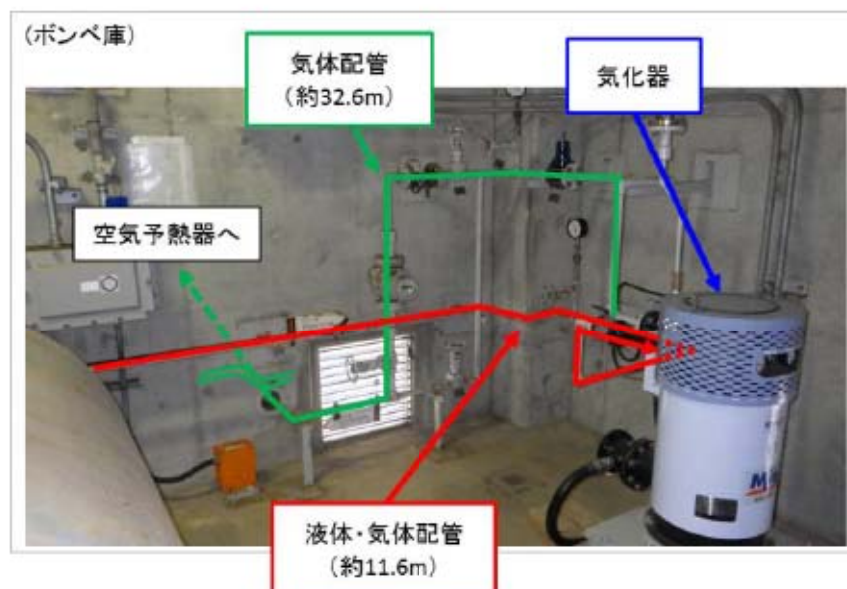 (ボンベ庫)
気体配管
(約32.6m)
気化器
空気予熱器へ
液体・気体配管
(約11.6m)